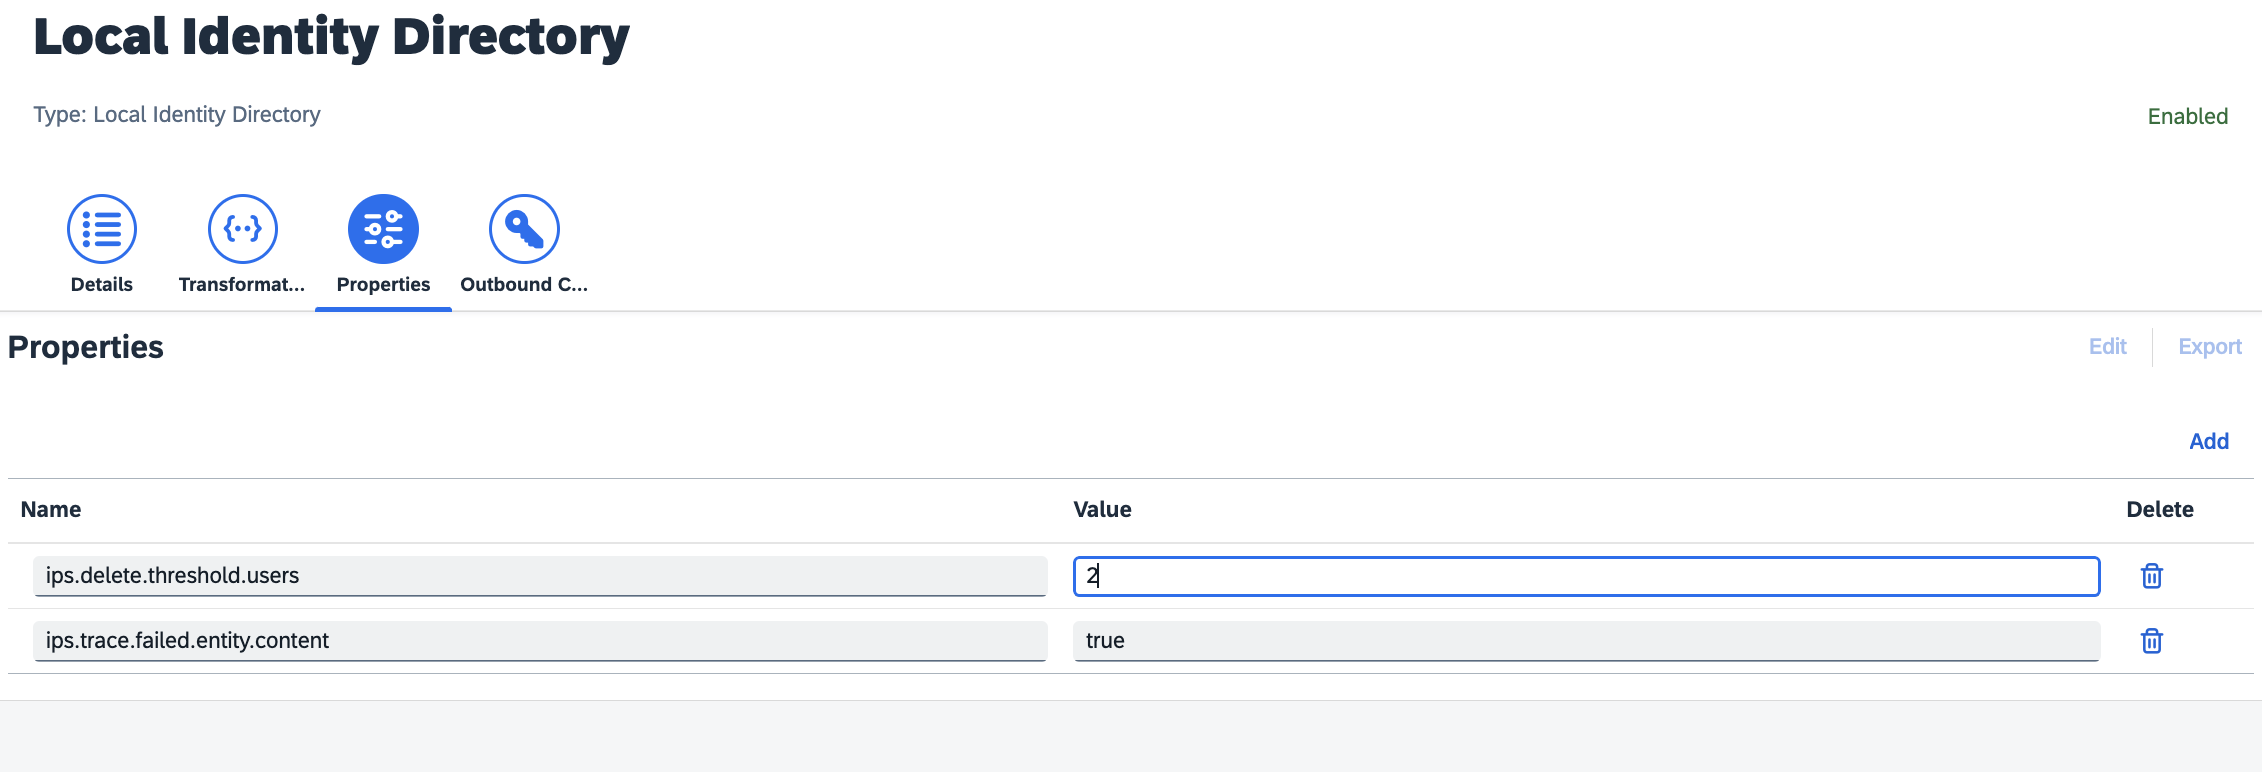 Local Identity Directory
Type: Local Identity Directory
Enabled
Details
Transformat...
Properties
Outbound C...
Properties
Edit
Export
Add
Name
Value
Delete
ips.delete.threshold.users
2
ips.trace.failed.entity.content
true